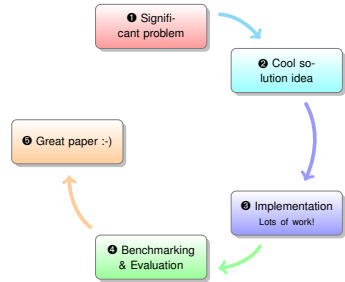 ❶ Signifi-
cant problem
❷ Cool so-
lution idea
❸ Implementation
Lots of work!
❹ Benchmarking
& Evaluation
❺ Great paper :-)